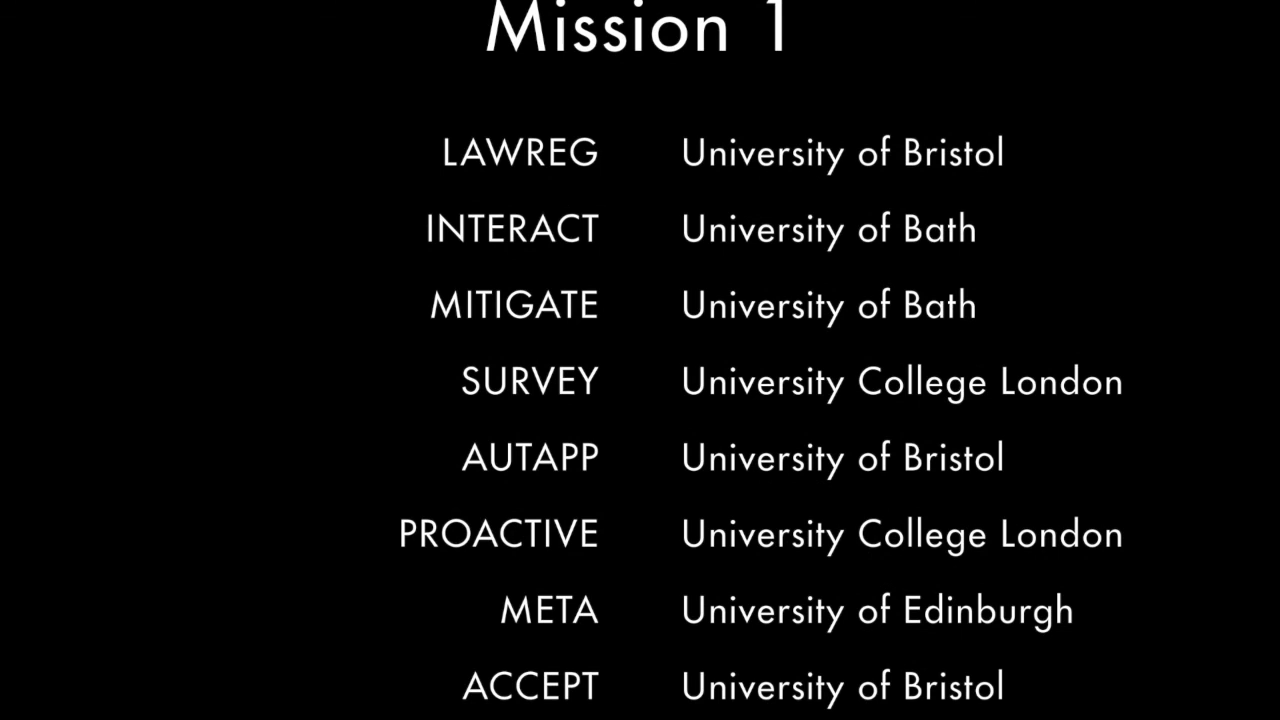 Mission 1
LAWREG University of Bristol
INTERACT University of Bath
MITIGATE University of Bath
SURVEY University College London
AUTAPP University of Bristol
PROACTIVE University College London
META University of Edinburgh
ACCEPT University of Bristol